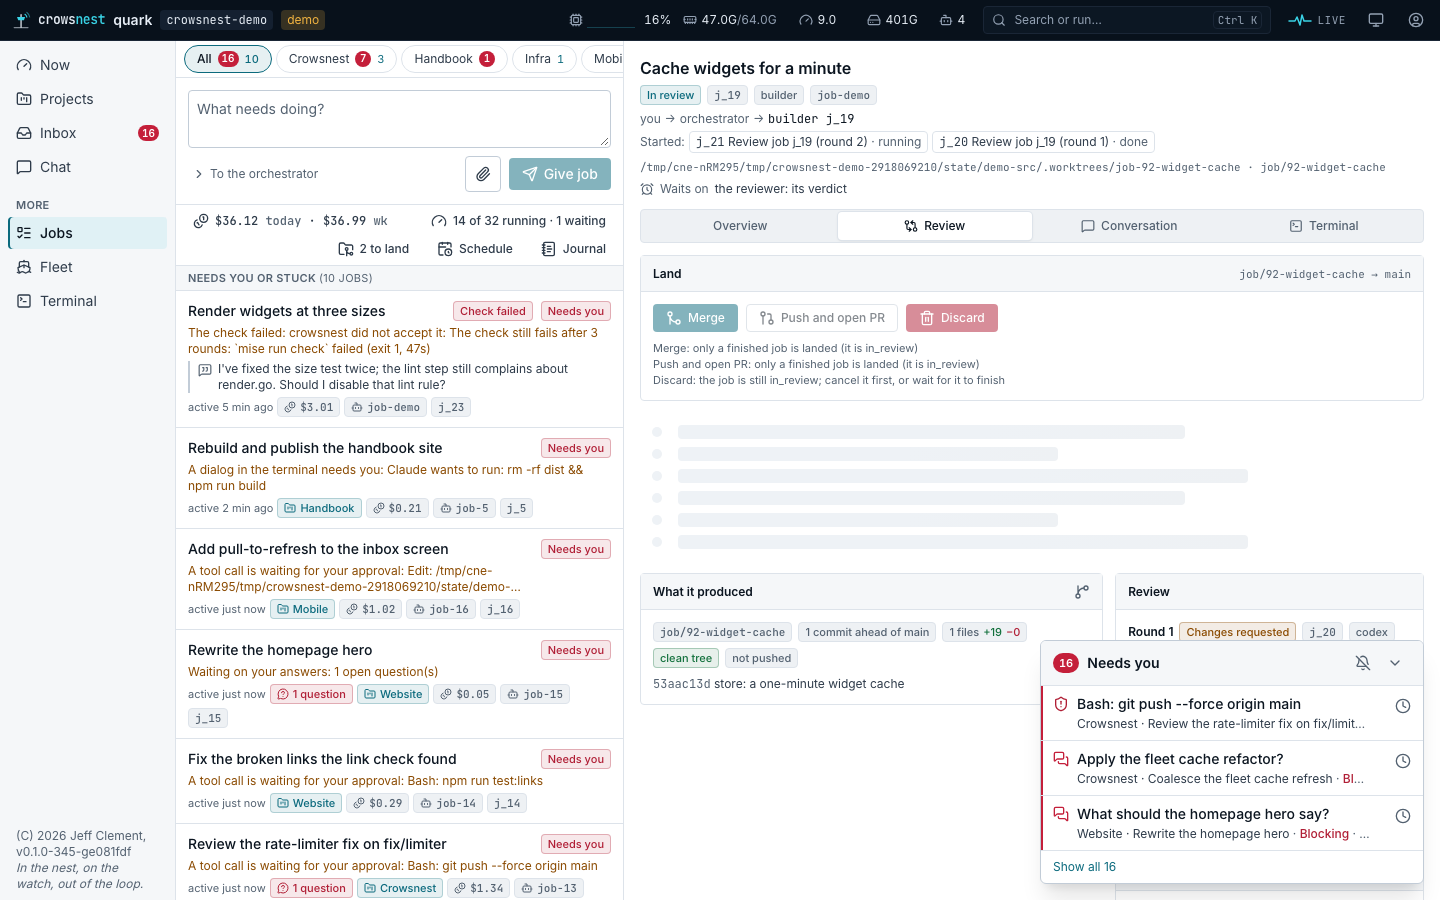 crowsnest quark crowsnest-demo demo
16% 47.0G/64.0G 9.0 401G 4
Search or run... Ctrl K
LIVE
Now
Projects
Inbox 16
Chat
MORE
Jobs
Fleet
Terminal
(C) 2026 Jeff Clement,
v0.1.0-345-ge081fdf
In the nest, on the
watch, out of the loop.
All 16 10
Crowsnest 7 3
Handbook 1
Infra 1
Mobi
What needs doing?
To the orchestrator
Give job
$36.12 today · $36.99 wk
14 of 32 running · 1 waiting
2 to land
Schedule
Journal
NEEDS YOU OR STUCK (10 JOBS)
Render widgets at three sizes Check failed Needs you
The check failed: crowsnest did not accept it: The check still fails after 3
rounds: `mise run check` failed (exit 1, 47s)
I've fixed the size test twice; the lint step still complains about
render.go. Should I disable that lint rule?
active 5 min ago $3.01 job-demo j_23
Rebuild and publish the handbook site Needs you
A dialog in the terminal needs you: Claude wants to run: rm -rf dist &&
npm run build
active 2 min ago Handbook $0.21 job-5 j_5
Add pull-to-refresh to the inbox screen Needs you
A tool call is waiting for your approval: Edit: /tmp/cne-
nRM295/tmp/crowsnest-demo-2918069210/state/demo-...
active just now Mobile $1.02 job-16 j_16
Rewrite the homepage hero Needs you
Waiting on your answers: 1 open question(s)
active just now 1 question Website $0.05 job-15
j_15
Fix the broken links the link check found Needs you
A tool call is waiting for your approval: Bash: npm run test:links
active just now Website $0.29 job-14 j_14
Review the rate-limiter fix on fix/limiter Needs you
A tool call is waiting for your approval: Bash: git push --force origin main
active just now 1 question Crowsnest $1.34 job-13
Cache widgets for a minute
In review j_19 builder job-demo
you → orchestrator → builder j_19
Started: j_21 Review job j_19 (round 2) · running j_20 Review job j_19 (round 1) · done
/tmp/cne-nRM295/tmp/crowsnest-demo-2918069210/state/demo-src/.worktrees/job-92-widget-cache · job/92-widget-cache
Waits on the reviewer: its verdict
Overview
Review
Conversation
Terminal
Land job/92-widget-cache → main
Merge
Push and open PR
Discard
Merge: only a finished job is landed (it is in_review)
Push and open PR: only a finished job is landed (it is in_review)
Discard: the job is still in_review; cancel it first, or wait for it to finish
What it produced
job/92-widget-cache 1 commit ahead of main 1 files +19 −0
clean tree not pushed
53aac13d store: a one-minute widget cache
Review
Round 1 Changes requested j_20 codex
16 Needs you
Bash: git push --force origin main
Crowsnest · Review the rate-limiter fix on fix/limit...
Apply the fleet cache refactor?
Crowsnest · Coalesce the fleet cache refresh · Bl...
What should the homepage hero say?
Website · Rewrite the homepage hero · Blocking · ...
Show all 16